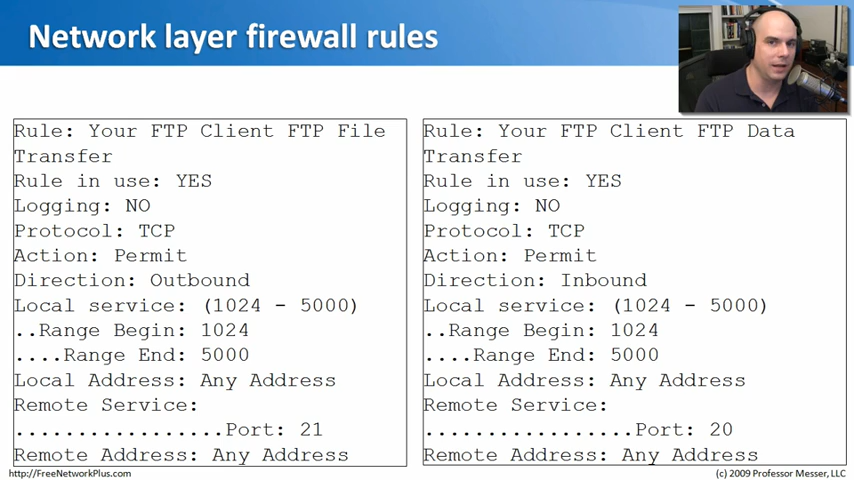 Network layer firewall rules
Rule: Your FTP Client FTP File
Transfer
Rule in use: YES
Logging: NO
Protocol: TCP
Action: Permit
Direction: Outbound
Local service: (1024 - 5000)
..Range Begin: 1024
....Range End: 5000
Local Address: Any Address
Remote Service:
.................Port: 21
Remote Address: Any Address
Rule: Your FTP Client FTP Data
Transfer
Rule in use: YES
Logging: NO
Protocol: TCP
Action: Permit
Direction: Inbound
Local service: (1024 - 5000)
..Range Begin: 1024
....Range End: 5000
Local Address: Any Address
Remote Service:
.................Port: 20
Remote Address: Any Address
http://FreeNetworkPlus.com
(c) 2009 Professor Messer, LLC